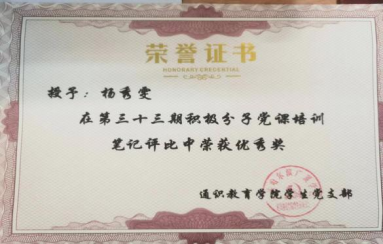 荣誉证书
HONORARY CREDENTIAL
授予：杨秀雯
在第三十三期积极分子党课培训
笔记评比中荣获优秀奖
通识教育学院学生党支部